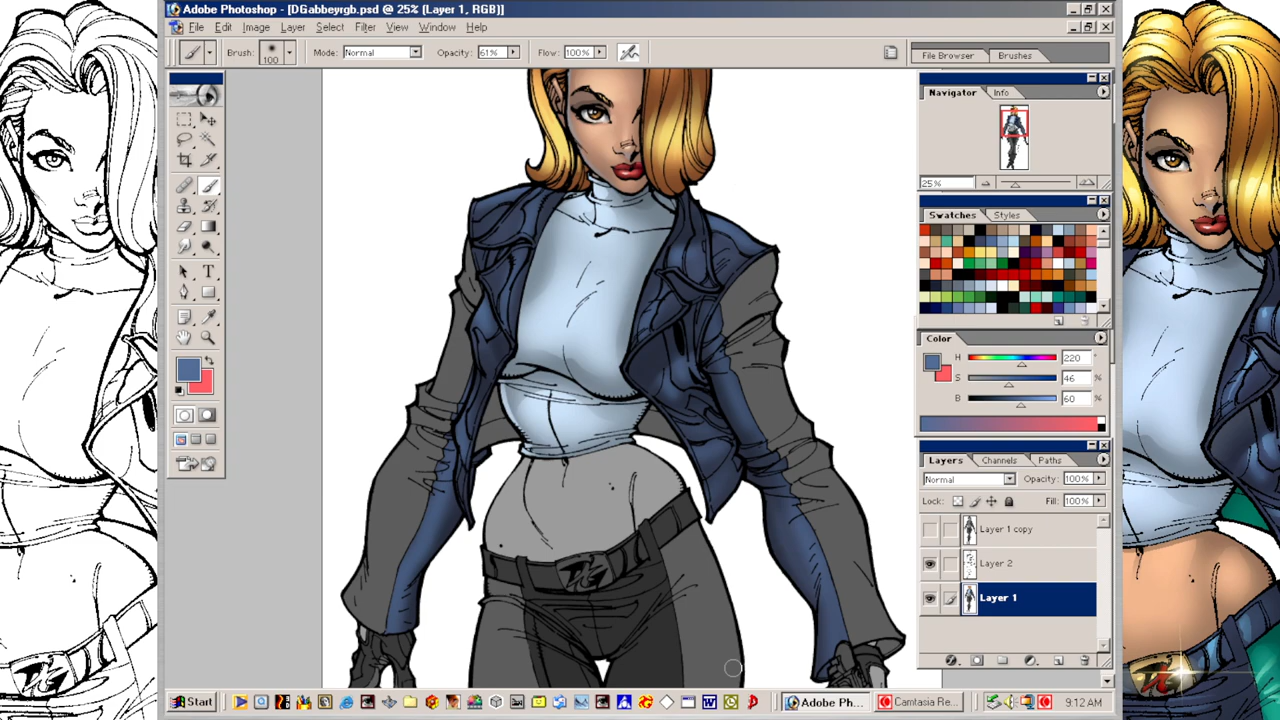 Adobe Photoshop - [DGabbeyrgb.psd @ 25% (Layer 1, RGB)]
File Edit Image Layer Select Filter View Window Help
Brush: 100 Mode: Normal Opacity: 61% Flow: 100% File Browser Brushes
Navigator Info
25%
Swatches Styles
Color
H 220 °
S 46 %
B 60 %
Layers Channels Paths
Normal Opacity: 100%
Lock: Fill: 100%
Layer 1 copy
Layer 2
Layer 1
Start Adobe Ph... Camtasia Re... 9:12 AM